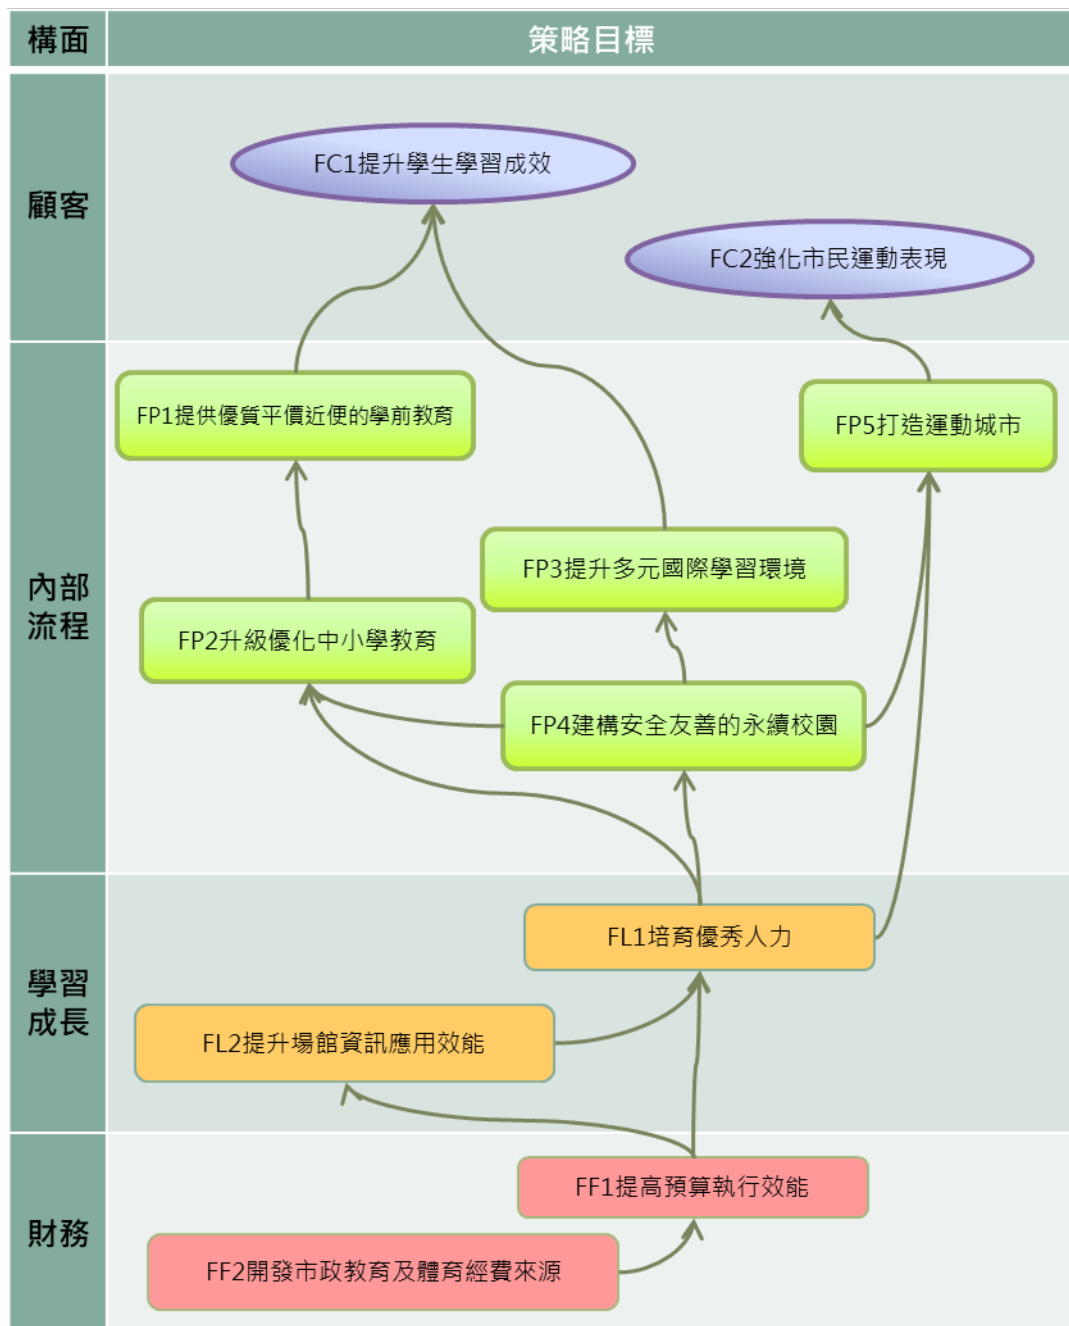 構面
策略目標
顧客
FC1提升學生學習成效
FC2強化市民運動表現
內部
流程
FP1提供優質平價近便的學前教育
FP5打造運動城市
FP3提升多元國際學習環境
FP2升級優化中小學教育
FP4建構安全友善的永續校園
學習
成長
FL1培育優秀人力
FL2提升場館資訊應用效能
財務
FF1提高預算執行效能
FF2開發市政教育及體育經費來源